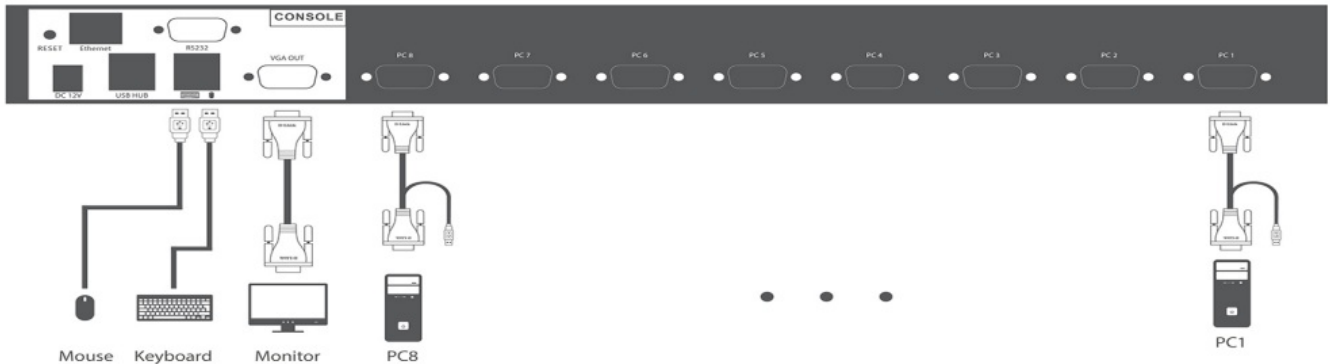 CONSOLE
RESET
Ethernet
RS232
VGA OUT
DC 12V
USB HUB
PC 8
PC 7
PC 6
PC 5
PC 4
PC 3
PC 2
PC 1
Mouse
Keyboard
Monitor
PC8
PC1